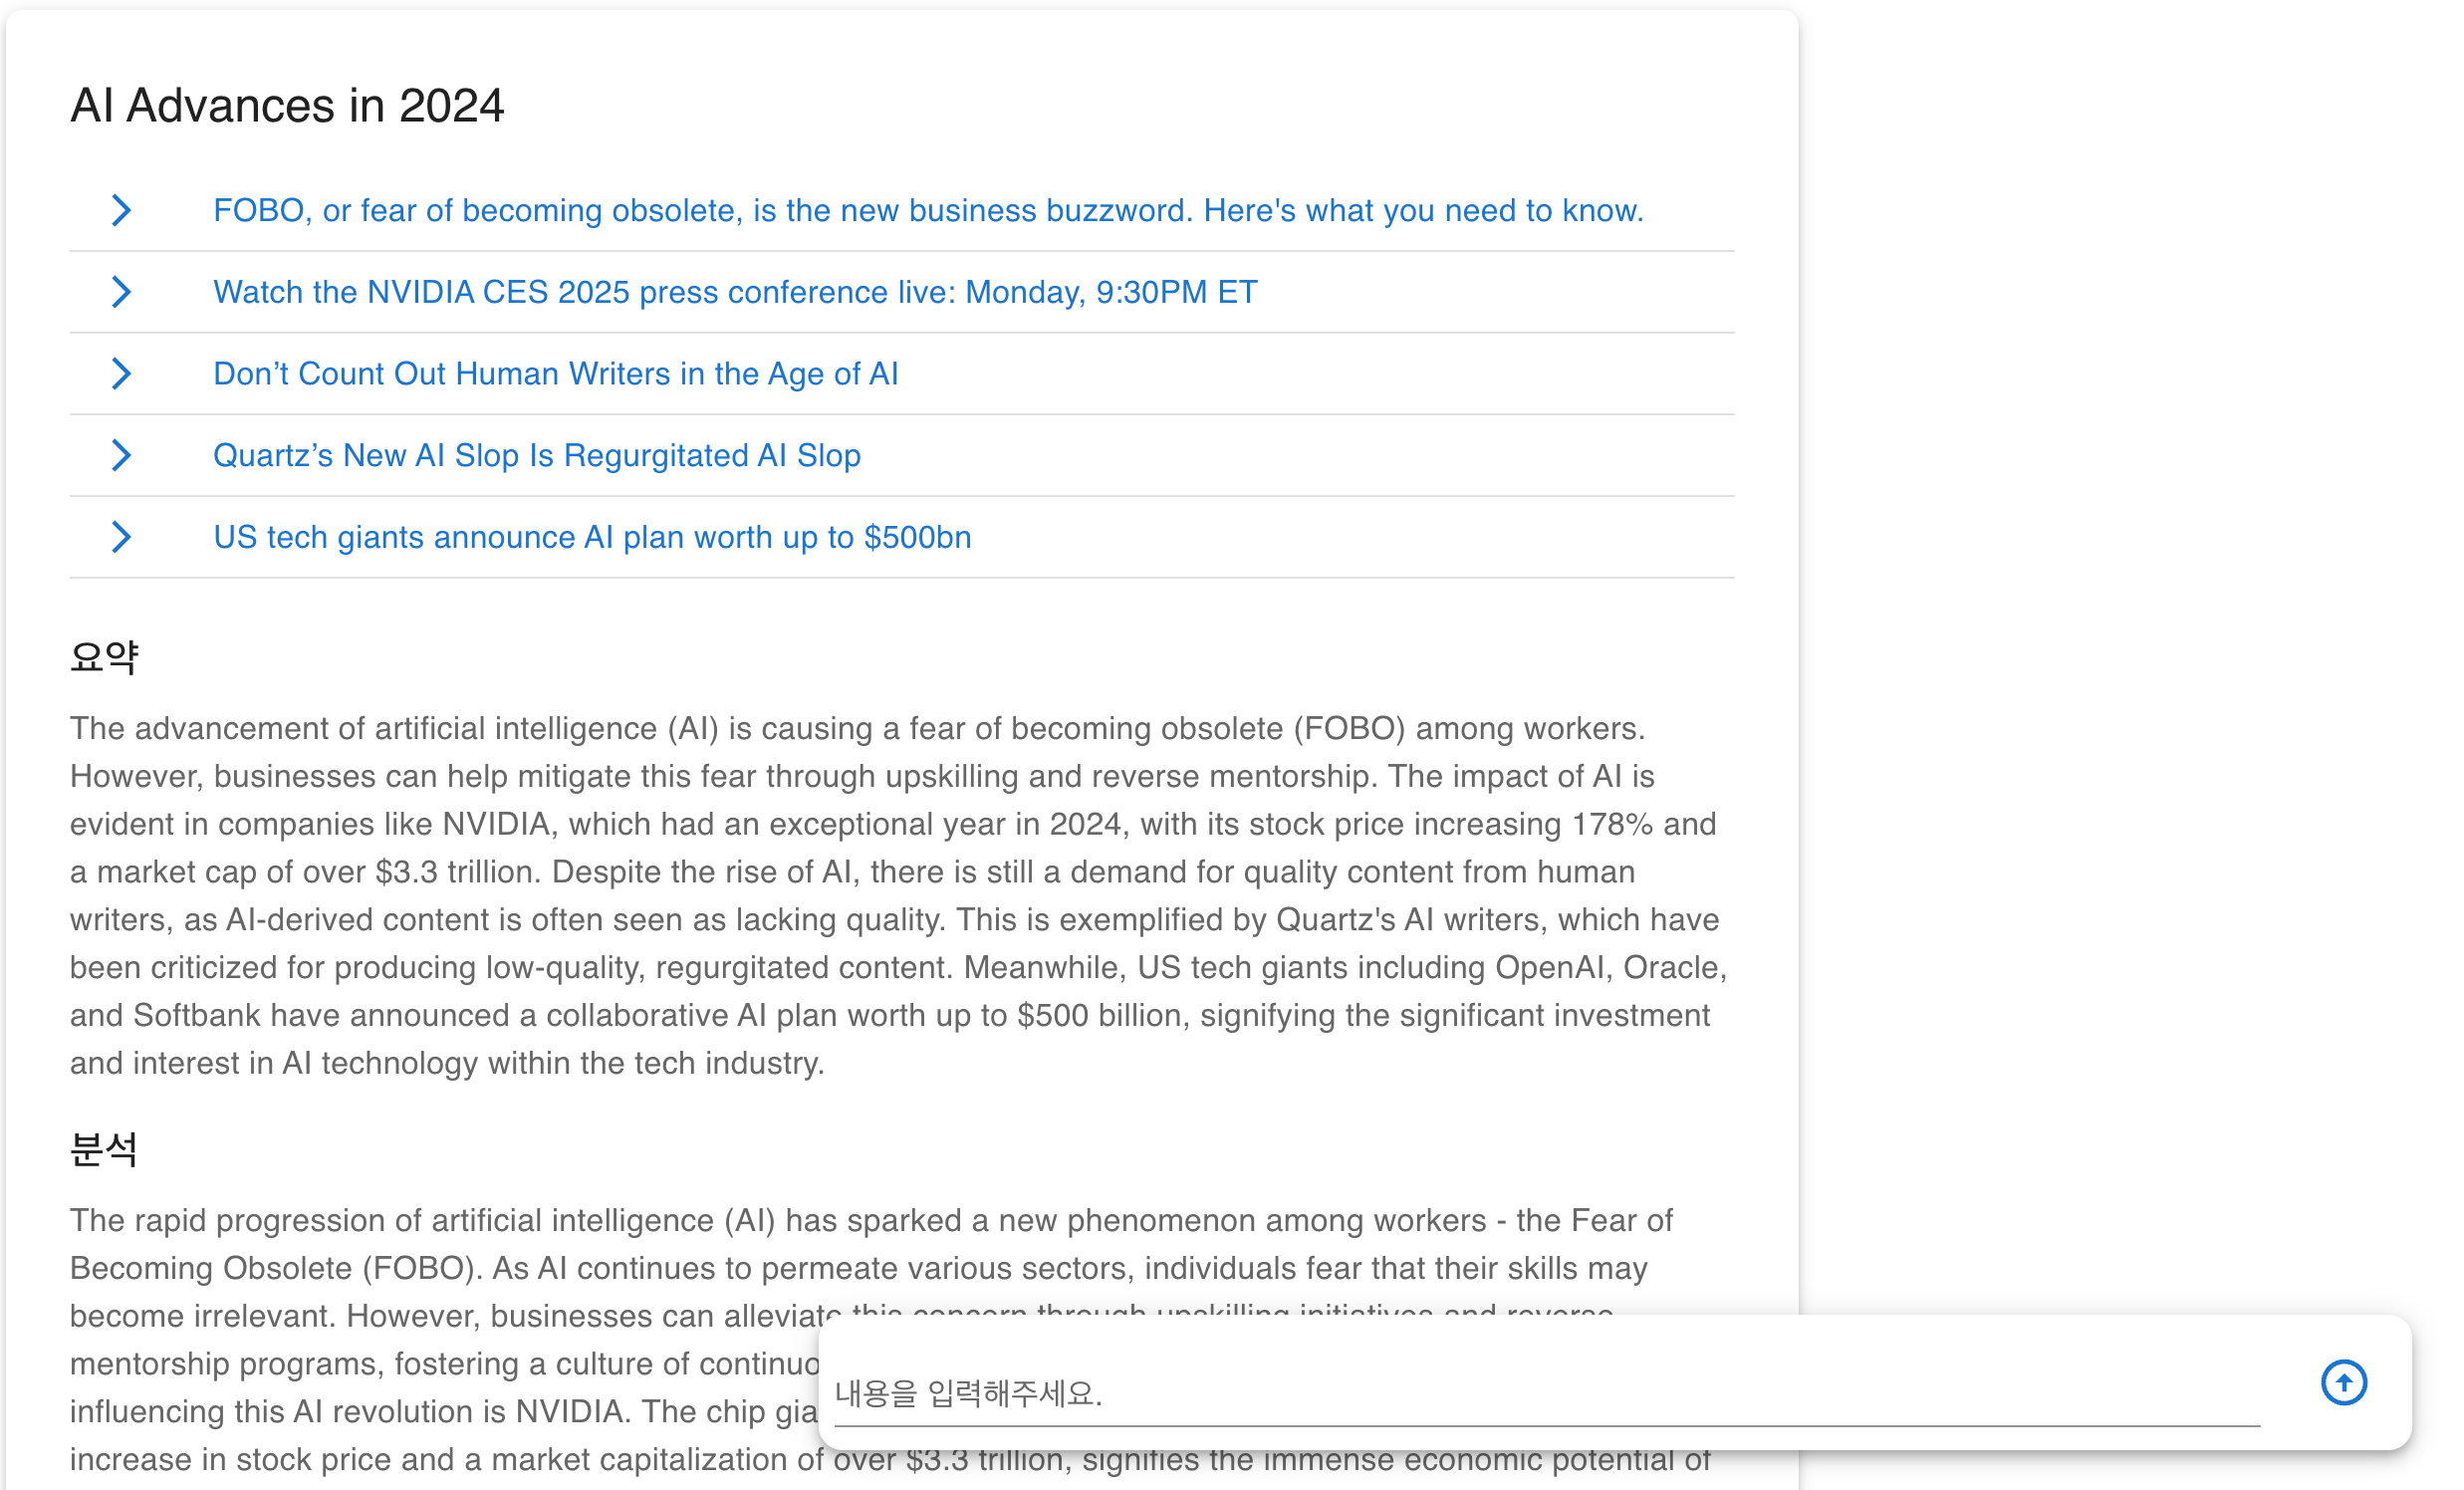 AI Advances in 2024
FOBO, or fear of becoming obsolete, is the new business buzzword. Here's what you need to know.
Watch the NVIDIA CES 2025 press conference live: Monday, 9:30PM ET
Don’t Count Out Human Writers in the Age of AI
Quartz’s New AI Slop Is Regurgitated AI Slop
US tech giants announce AI plan worth up to $500bn
요약
The advancement of artificial intelligence (AI) is causing a fear of becoming obsolete (FOBO) among workers.
However, businesses can help mitigate this fear through upskilling and reverse mentorship. The impact of AI is
evident in companies like NVIDIA, which had an exceptional year in 2024, with its stock price increasing 178% and
a market cap of over $3.3 trillion. Despite the rise of AI, there is still a demand for quality content from human
writers, as AI-derived content is often seen as lacking quality. This is exemplified by Quartz's AI writers, which have
been criticized for producing low-quality, regurgitated content. Meanwhile, US tech giants including OpenAI, Oracle,
and Softbank have announced a collaborative AI plan worth up to $500 billion, signifying the significant investment
and interest in AI technology within the tech industry.
분석
The rapid progression of artificial intelligence (AI) has sparked a new phenomenon among workers - the Fear of
Becoming Obsolete (FOBO). As AI continues to permeate various sectors, individuals fear that their skills may
become irrelevant. However, businesses can alleviate this concern through upskilling initiatives and reverse
mentorship programs, fostering a culture of continuo
influencing this AI revolution is NVIDIA. The chip gia
increase in stock price and a market capitalization of over $3.3 trillion, signifies the immense economic potential of
내용을 입력해주세요.